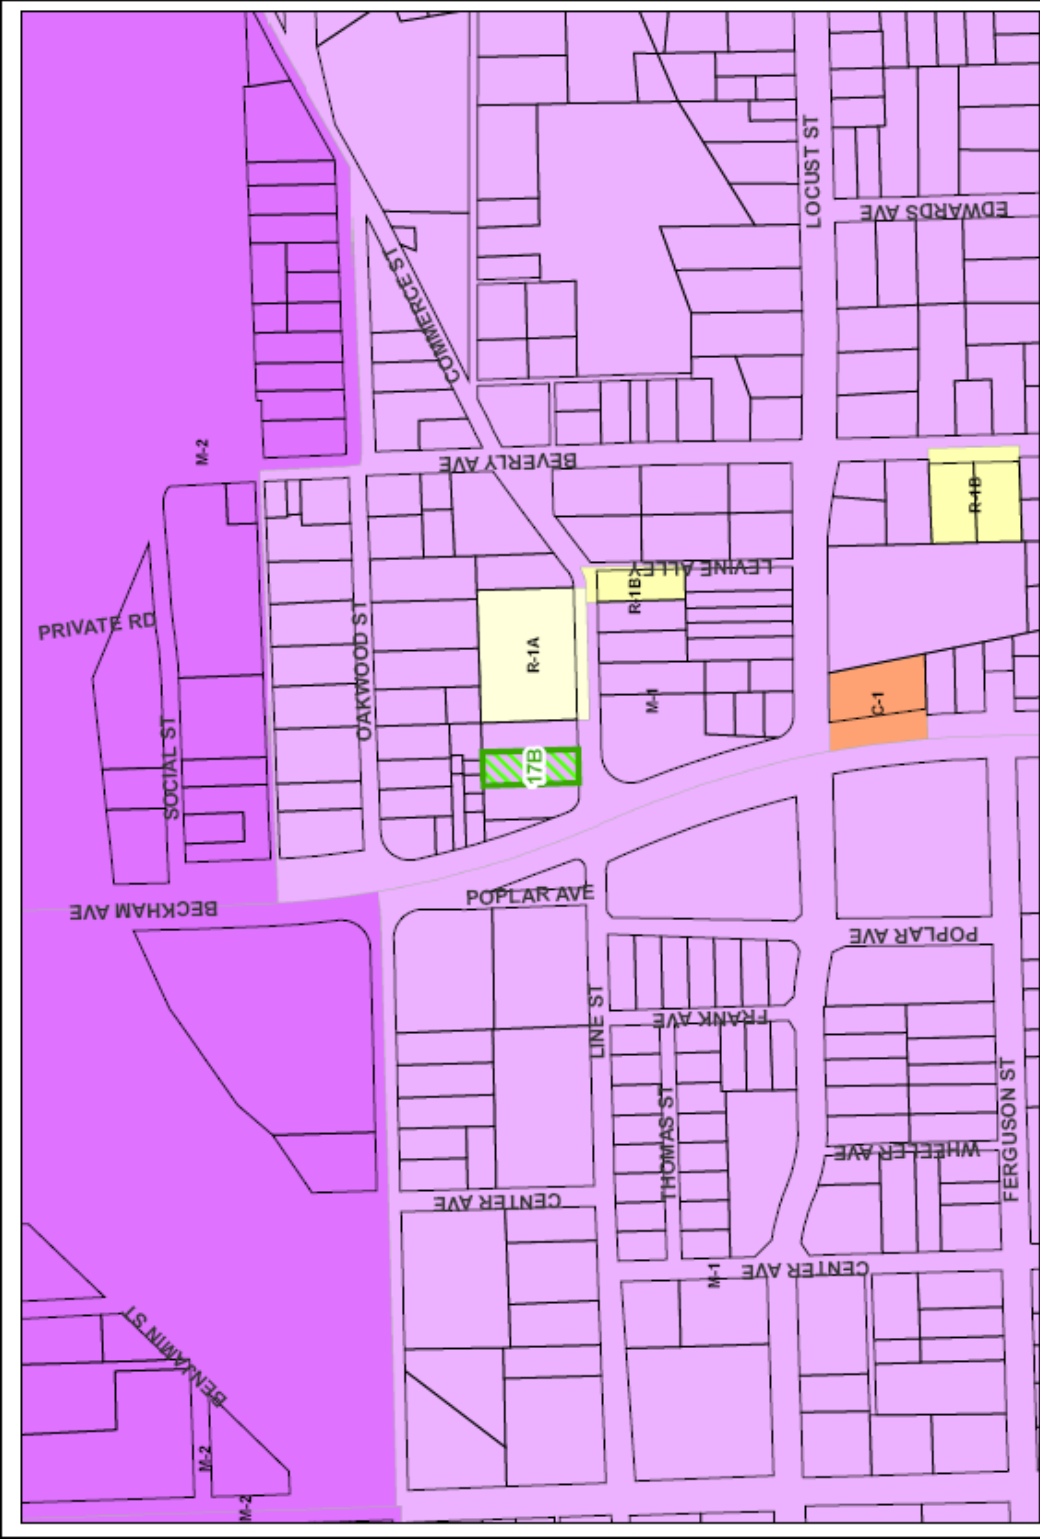 LOCUST ST
EDWARDS AVE
COMMERCE ST
M-2
BEVERLY AVE
R-1B
LEVINE ALLEY
R-1B
PRIVATE RD
OAKWOOD ST
R-1A
M-1
C-1
SOCIAL ST
17B
POPLAR AVE
BECKHAM AVE
POPLAR AVE
LINE ST
FRANK AVE
THOMAS ST
FERGUSON ST
WHEELER AVE
CENTER AVE
CENTER AVE
M-1
BENJAMIN ST
M-2
M-2